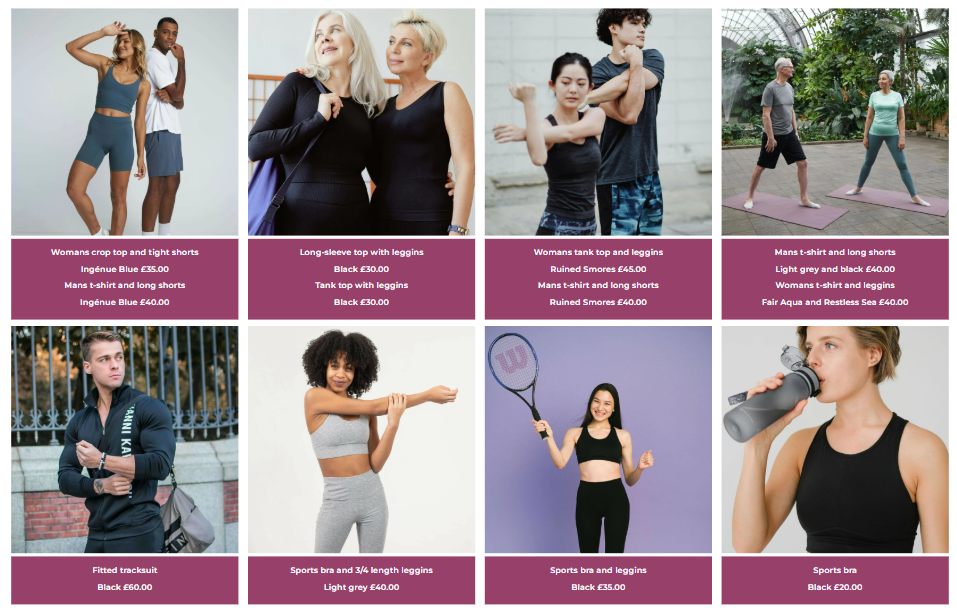 Womans crop top and tight shorts
Ingénue Blue £35.00
Mans t-shirt and long shorts
Ingénue Blue £40.00
Long-sleeve top with leggins
Black £30.00
Tank top with leggins
Black £30.00
Womans tank top and leggins
Ruined Smores £45.00
Mans t-shirt and long shorts
Ruined Smores £40.00
Mans t-shirt and long shorts
Light grey and black £40.00
Womans t-shirt and leggins
Fair Aqua and Restless Sea £40.00
ANNI KA
IN
Fitted tracksuit
Black £60.00
Sports bra and 3/4 length leggins
Light grey £40.00
W
Sports bra and leggins
Black £35.00
Sports bra
Black £20.00